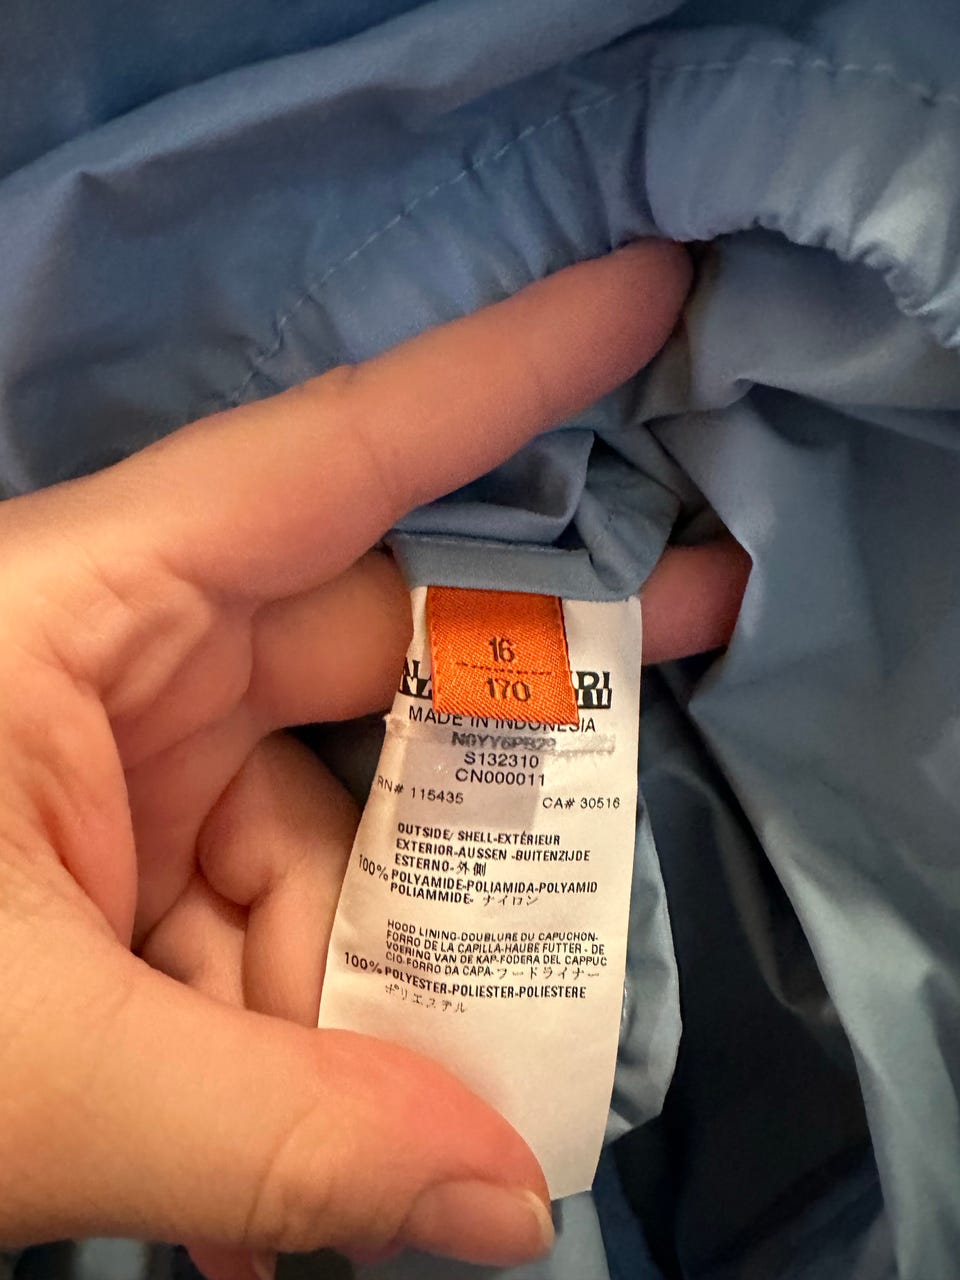 16
170
MADE IN INDONESIA
N0YY6PB29
S132310
CN000011
RN# 115435
CA# 30516
OUTSIDE/ SHELL-EXTÉRIEUR
EXTERIOR-AUSSEN -BUITENZIJDE
ESTERNO-外側
100% POLYAMIDE-POLIAMIDA-POLYAMID
POLIAMMIDE- ナイロン
HOOD LINING-DOUBLURE DU CAPUCHON-
FORRO DE LA CAPILLA-HAUBE FUTTER - DE
VOERING VAN DE KAP-FODERA DEL CAPPUC
CIO-FORRO DA CAPA-フードライナー
100% POLYESTER-POLIESTER-POLIESTERE
ポリエステル